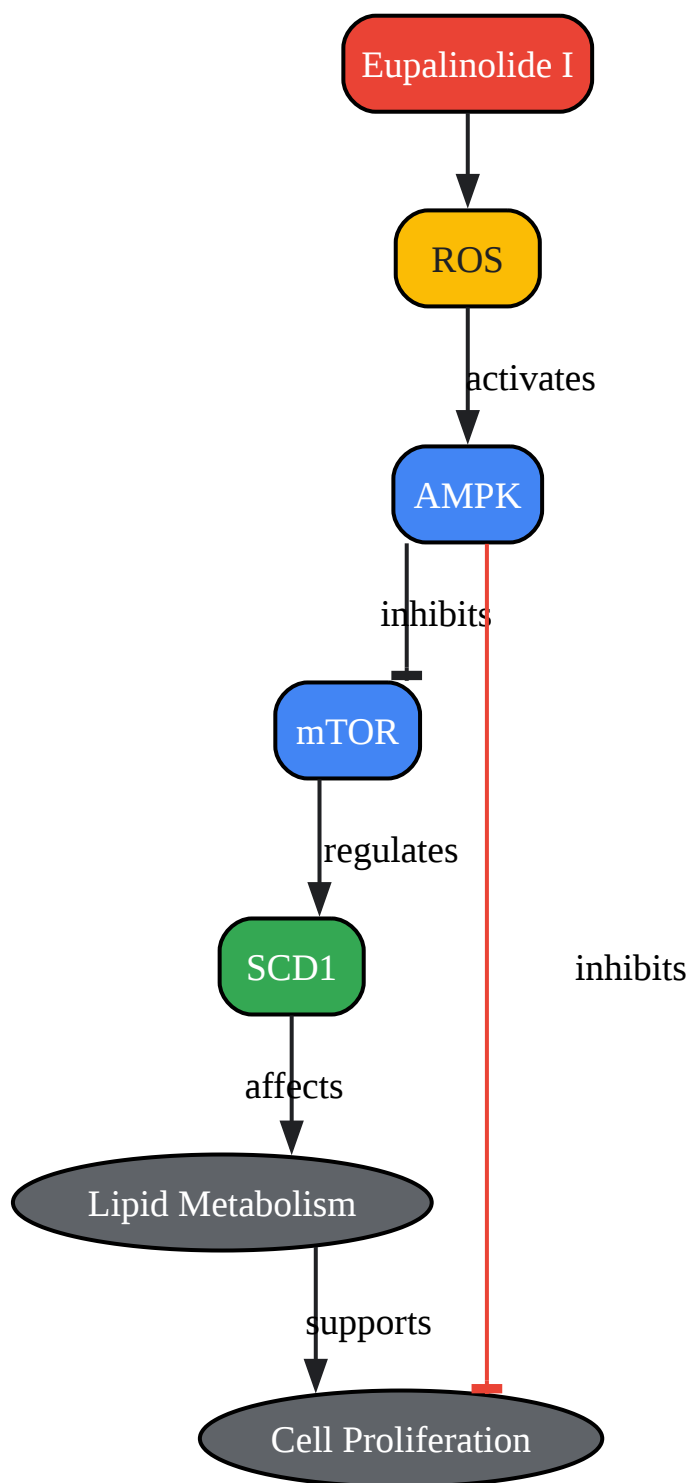 Eupalinolide I
ROS
activates
AMPK
inhibits
mTOR
regulates
SCD1
inhibits
affects
Lipid Metabolism
supports
Cell Proliferation